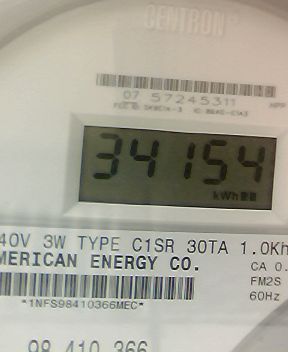 CENTRON®
07 57245311
34154
kWh
40V 3W TYPE C1SR 30TA 1.0Kh
MERICAN ENERGY CO.
CA 0.
FM2S
60Hz
*1NFS98410366MEC*
98 410 366